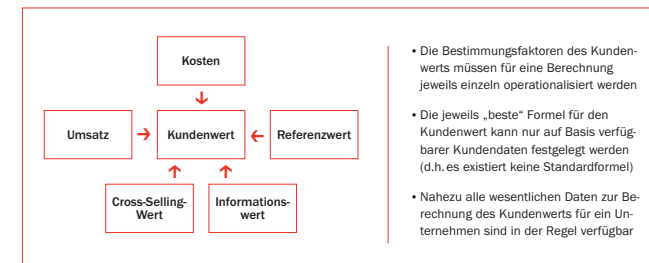 Kosten
Umsatz
Kundenwert
Referenzwert
Cross-Selling-
Wert
Informations-
wert
• Die Bestimmungsfaktoren des Kunden-
werts müssen für eine Berechnung
jeweils einzeln operationalisiert werden
• Die jeweils „beste“ Formel für den
Kundenwert kann nur auf Basis verfüg-
barer Kundendaten festgelegt werden
(d.h. es existiert keine Standardformel)
• Nahezu alle wesentlichen Daten zur Be-
rechnung des Kundenwerts für ein Un-
ternehmen sind in der Regel verfügbar